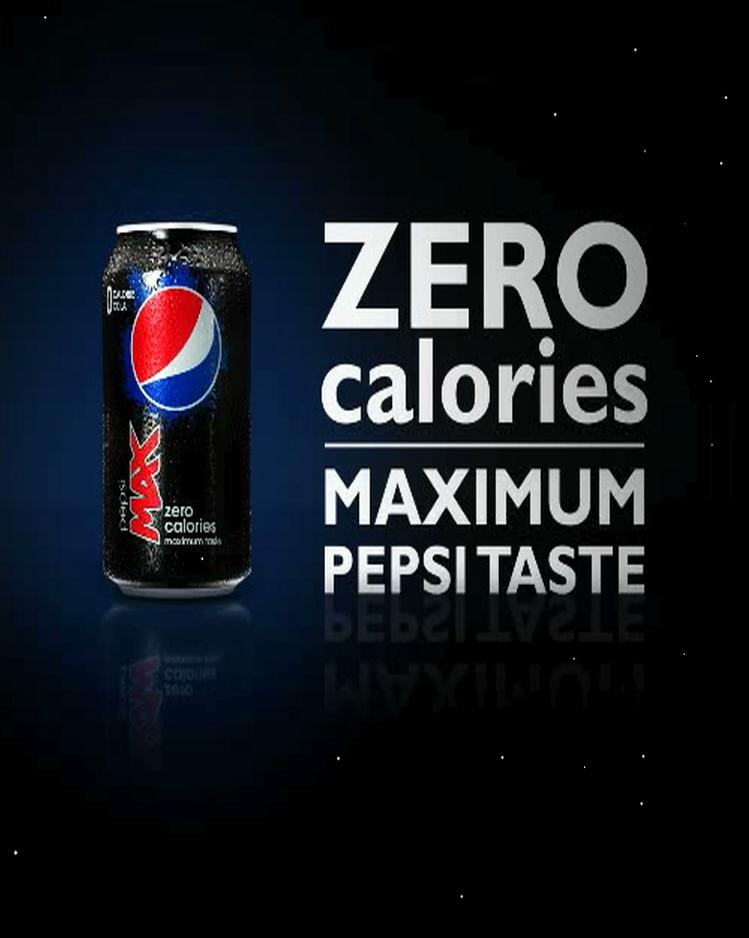 ZERO
calories
MAXIMUM
PEPSI TASTE
0 CALORIE
COLA
pepsi
MAX
zero
calories
maximum taste